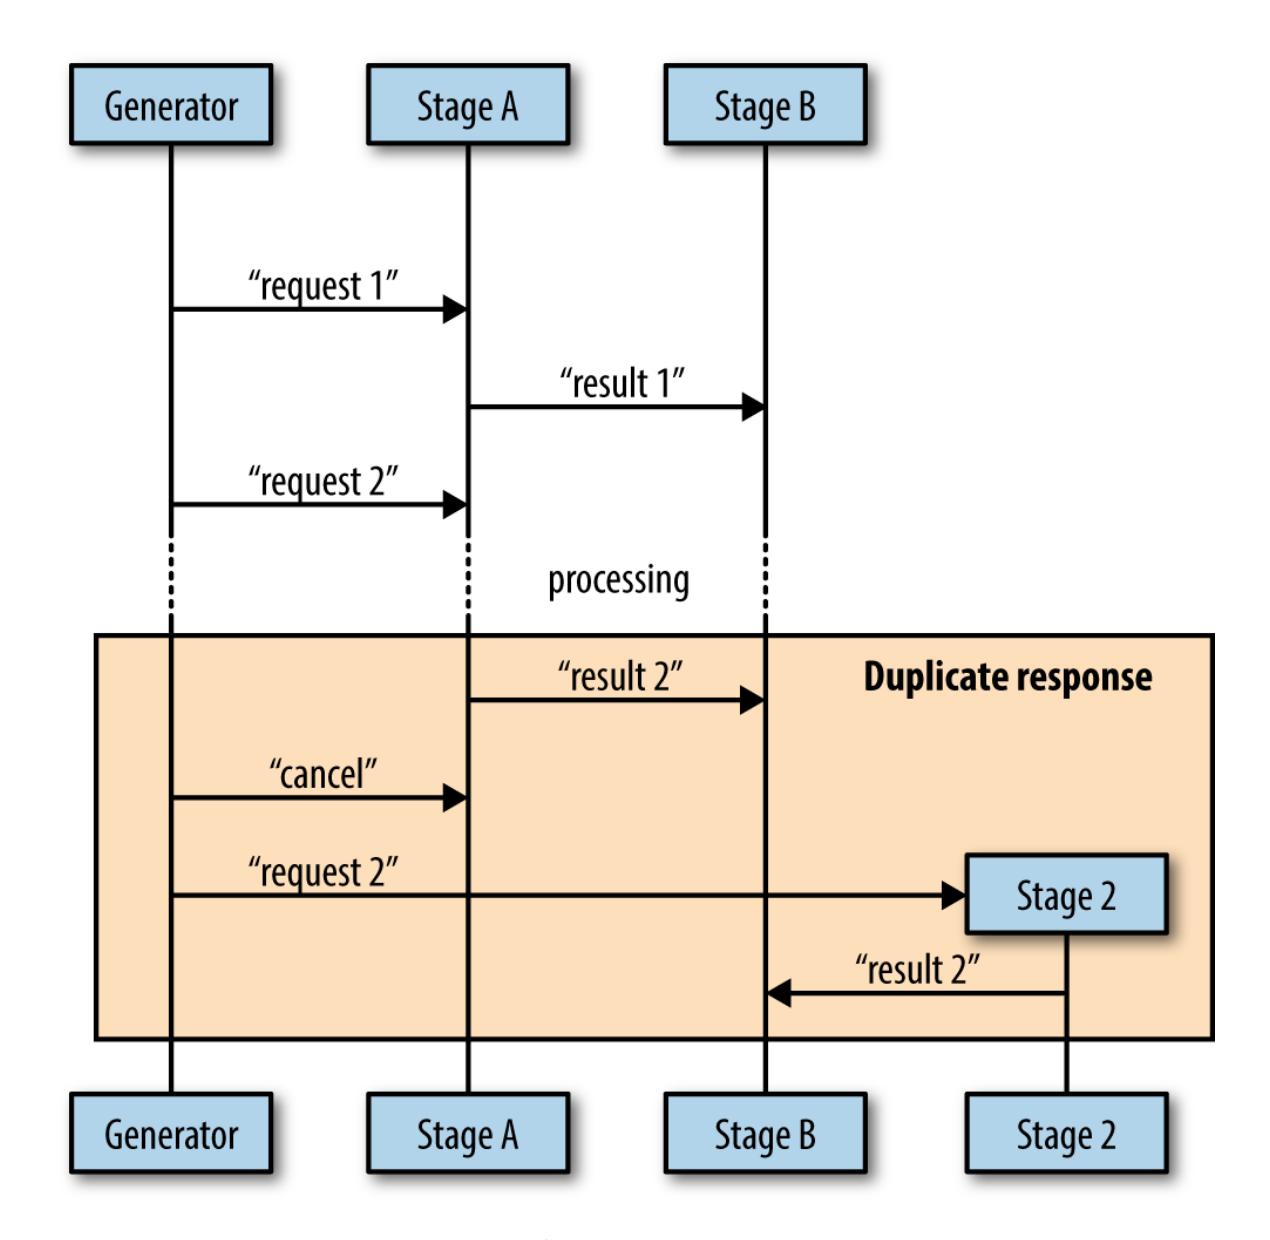 Generator
Stage A
Stage B
“request 1”
“result 1”
“request 2”
processing
“result 2”
Duplicate response
“cancel”
“request 2”
Stage 2
“result 2”
Generator
Stage A
Stage B
Stage 2